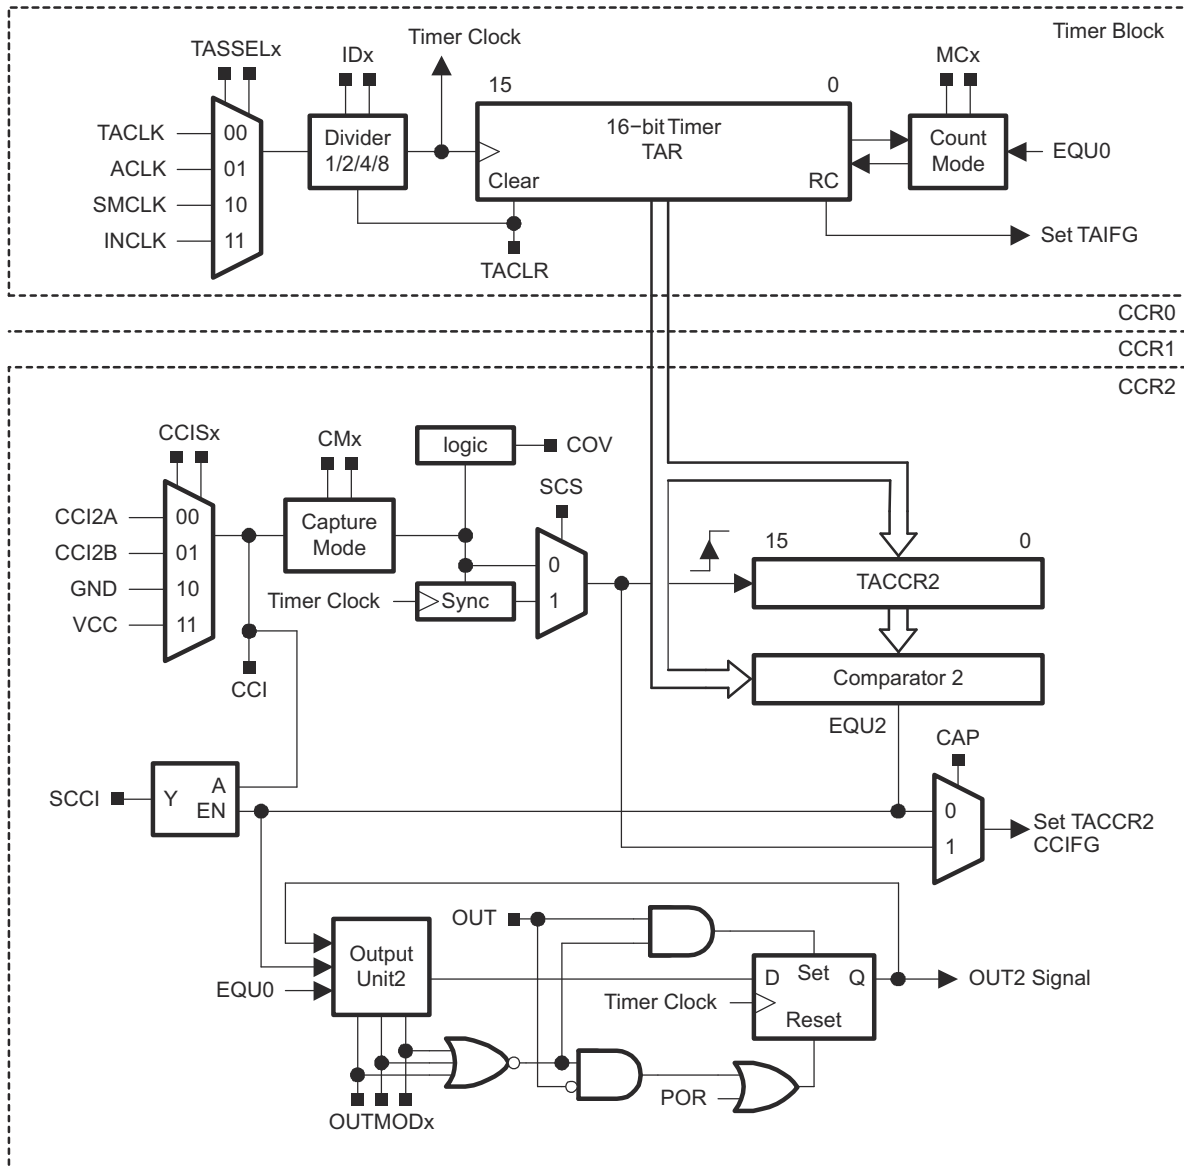 Timer Block
Timer Clock
TASSELx
IDx
MCx
15
0
TACLK
00
ACLK
01
SMCLK
10
INCLK
11
Divider
1/2/4/8
16−bit Timer
TAR
Clear
RC
Count
Mode
EQU0
Set TAIFG
TACLR
CCR0
CCR1
CCR2
CCISx
CMx
logic
COV
SCS
CCI2A
00
CCI2B
01
GND
10
VCC
11
Capture
Mode
0
1
Timer Clock
Sync
15
0
TACCR2
CCI
Comparator 2
EQU2
CAP
SCCI
Y
A
EN
0
1
Set TACCR2
CCIFG
OUT
Output
Unit2
EQU0
D
Set
Q
OUT2 Signal
Timer Clock
Reset
POR
OUTMODx